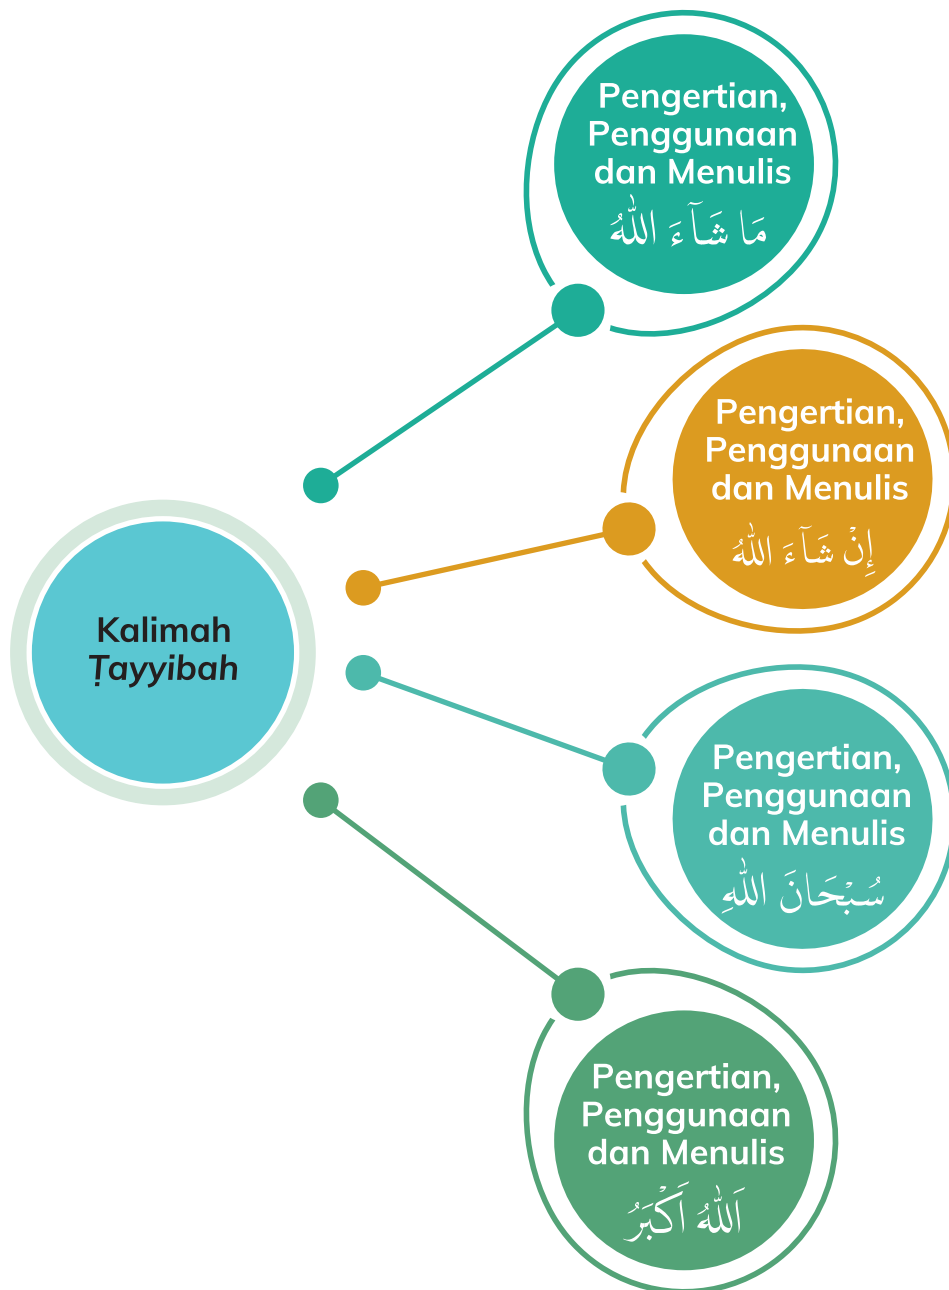 Kalimah
Ṭayyibah
Pengertian,
Penggunaan
dan Menulis
مَا شَآءَ اللّٰهُ
Pengertian,
Penggunaan
dan Menulis
إِنْ شَآءَ اللّٰهُ
Pengertian,
Penggunaan
dan Menulis
سُبْحَانَ اللّٰهِ
Pengertian,
Penggunaan
dan Menulis
اَللّٰهُ اَكْبَرُ